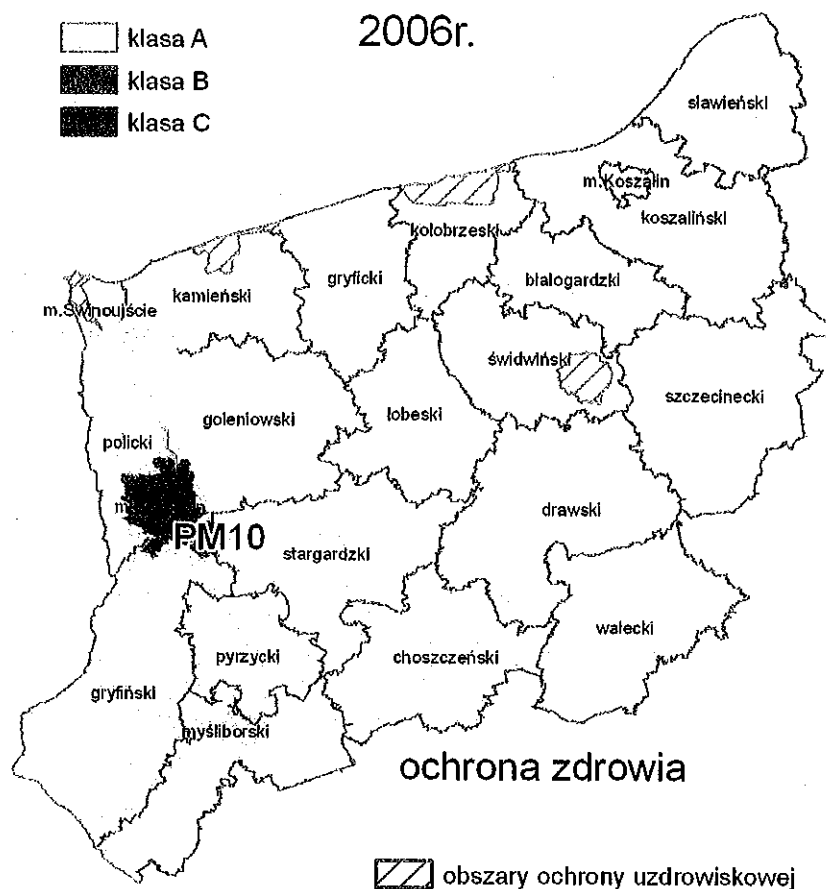 2006r.
klasa A
klasa B
klasa C
sławieński
m.Koszalin
koszaliński
kołobrzeski
białogardzki
gryficki
kamieński
m.Świnoujście
świdwiński
szczecinecki
łobeski
goleniowski
policki
drawski
PM10
stargardzki
wałecki
pyrzycki
choszczeński
gryfiński
myśliborski
ochrona zdrowia
obszary ochrony uzdrowiskowej